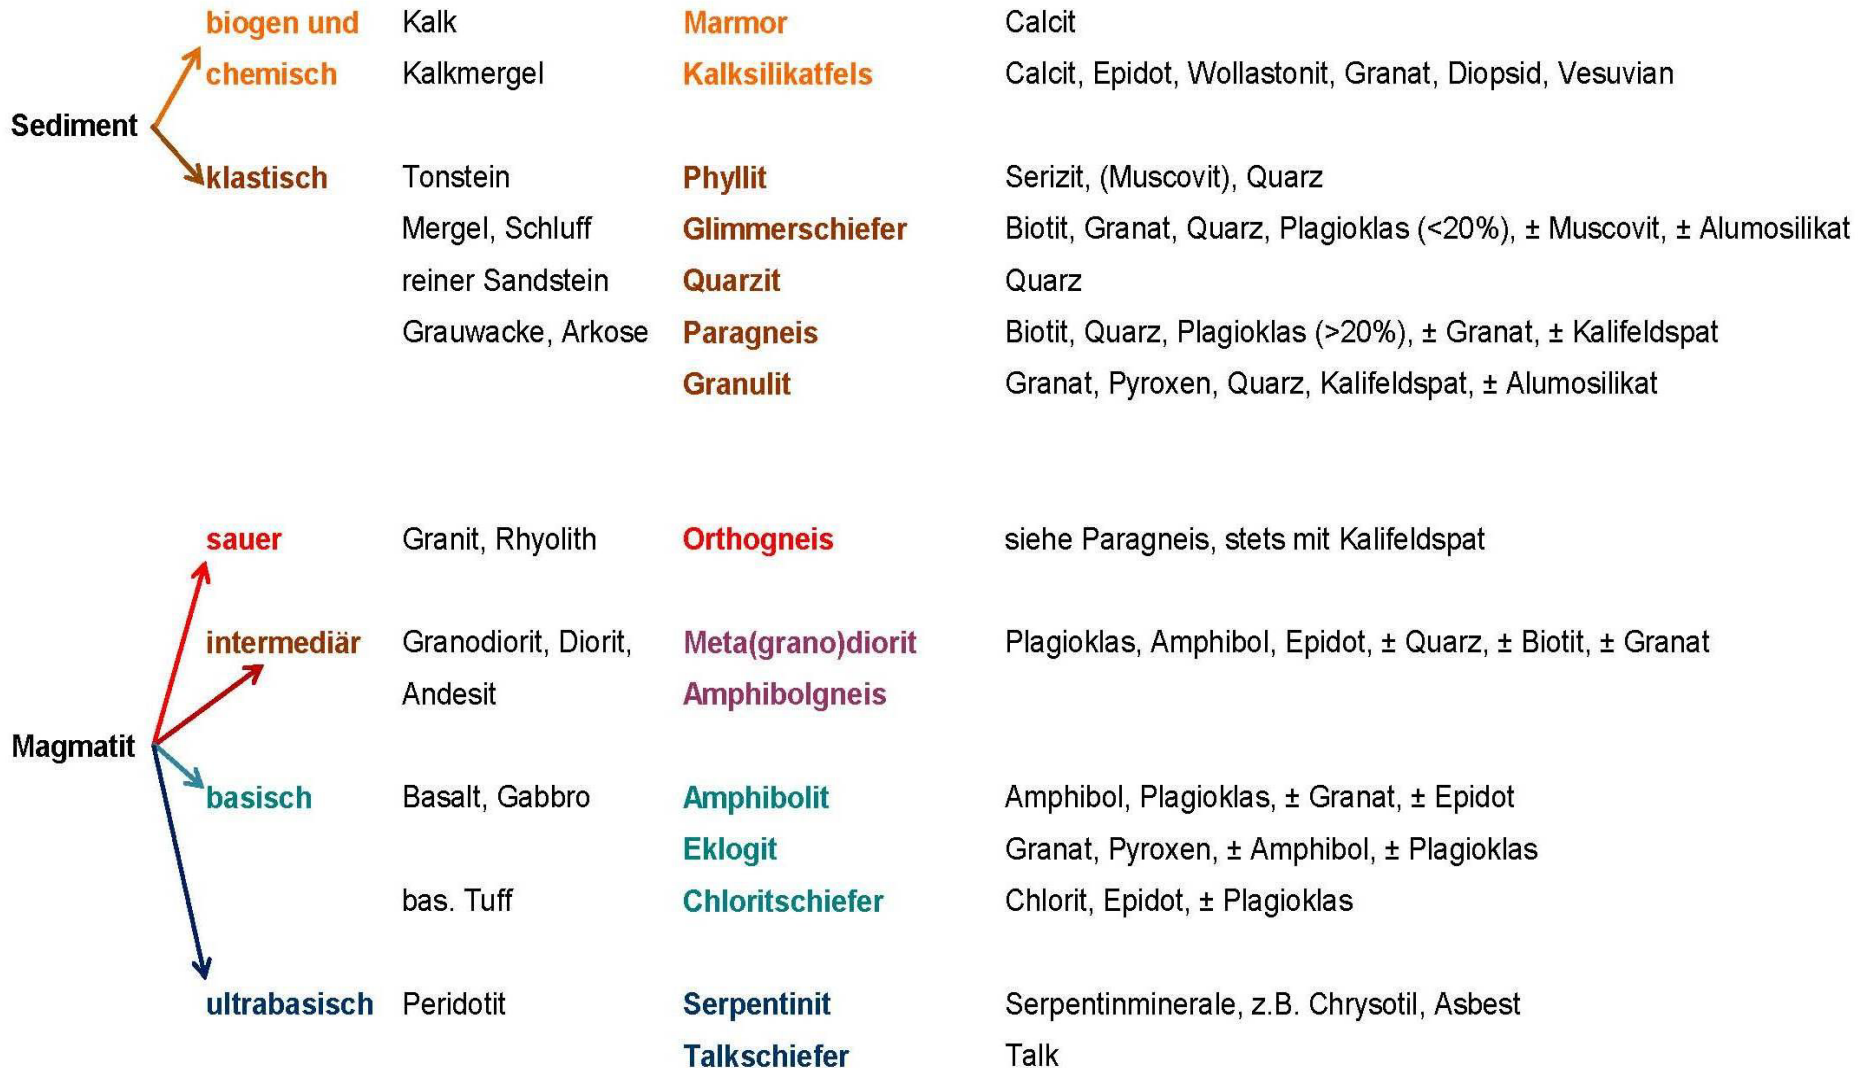 biogen und Kalk Marmor Calcit
chemisch Kalkmergel Kalksilikatfels Calcit, Epidot, Wollastonit, Granat, Diopsid, Vesuvian
Sediment
klastisch Tonstein Phyllit Serizit, (Muscovit), Quarz
Mergel, Schluff Glimmerschiefer Biotit, Granat, Quarz, Plagioklas (<20%), ± Muscovit, ± Alumosilikat
reiner Sandstein Quarzit Quarz
Grauwacke, Arkose Paragneis Biotit, Quarz, Plagioklas (>20%), ± Granat, ± Kalifeldspat
Granulit Granat, Pyroxen, Quarz, Kalifeldspat, ± Alumosilikat
sauer Granit, Rhyolith Orthogneis siehe Paragneis, stets mit Kalifeldspat
intermediär Granodiorit, Diorit, Meta(grano)diorit Plagioklas, Amphibol, Epidot, ± Quarz, ± Biotit, ± Granat
Andesit Amphibolgneis
Magmatit
basisch Basalt, Gabbro Amphibolit Amphibol, Plagioklas, ± Granat, ± Epidot
Eklogit Granat, Pyroxen, ± Amphibol, ± Plagioklas
bas. Tuff Chloritschiefer Chlorit, Epidot, ± Plagioklas
ultrabasisch Peridotit Serpentinit Serpentinminerale, z.B. Chrysotil, Asbest
Talkschiefer Talk